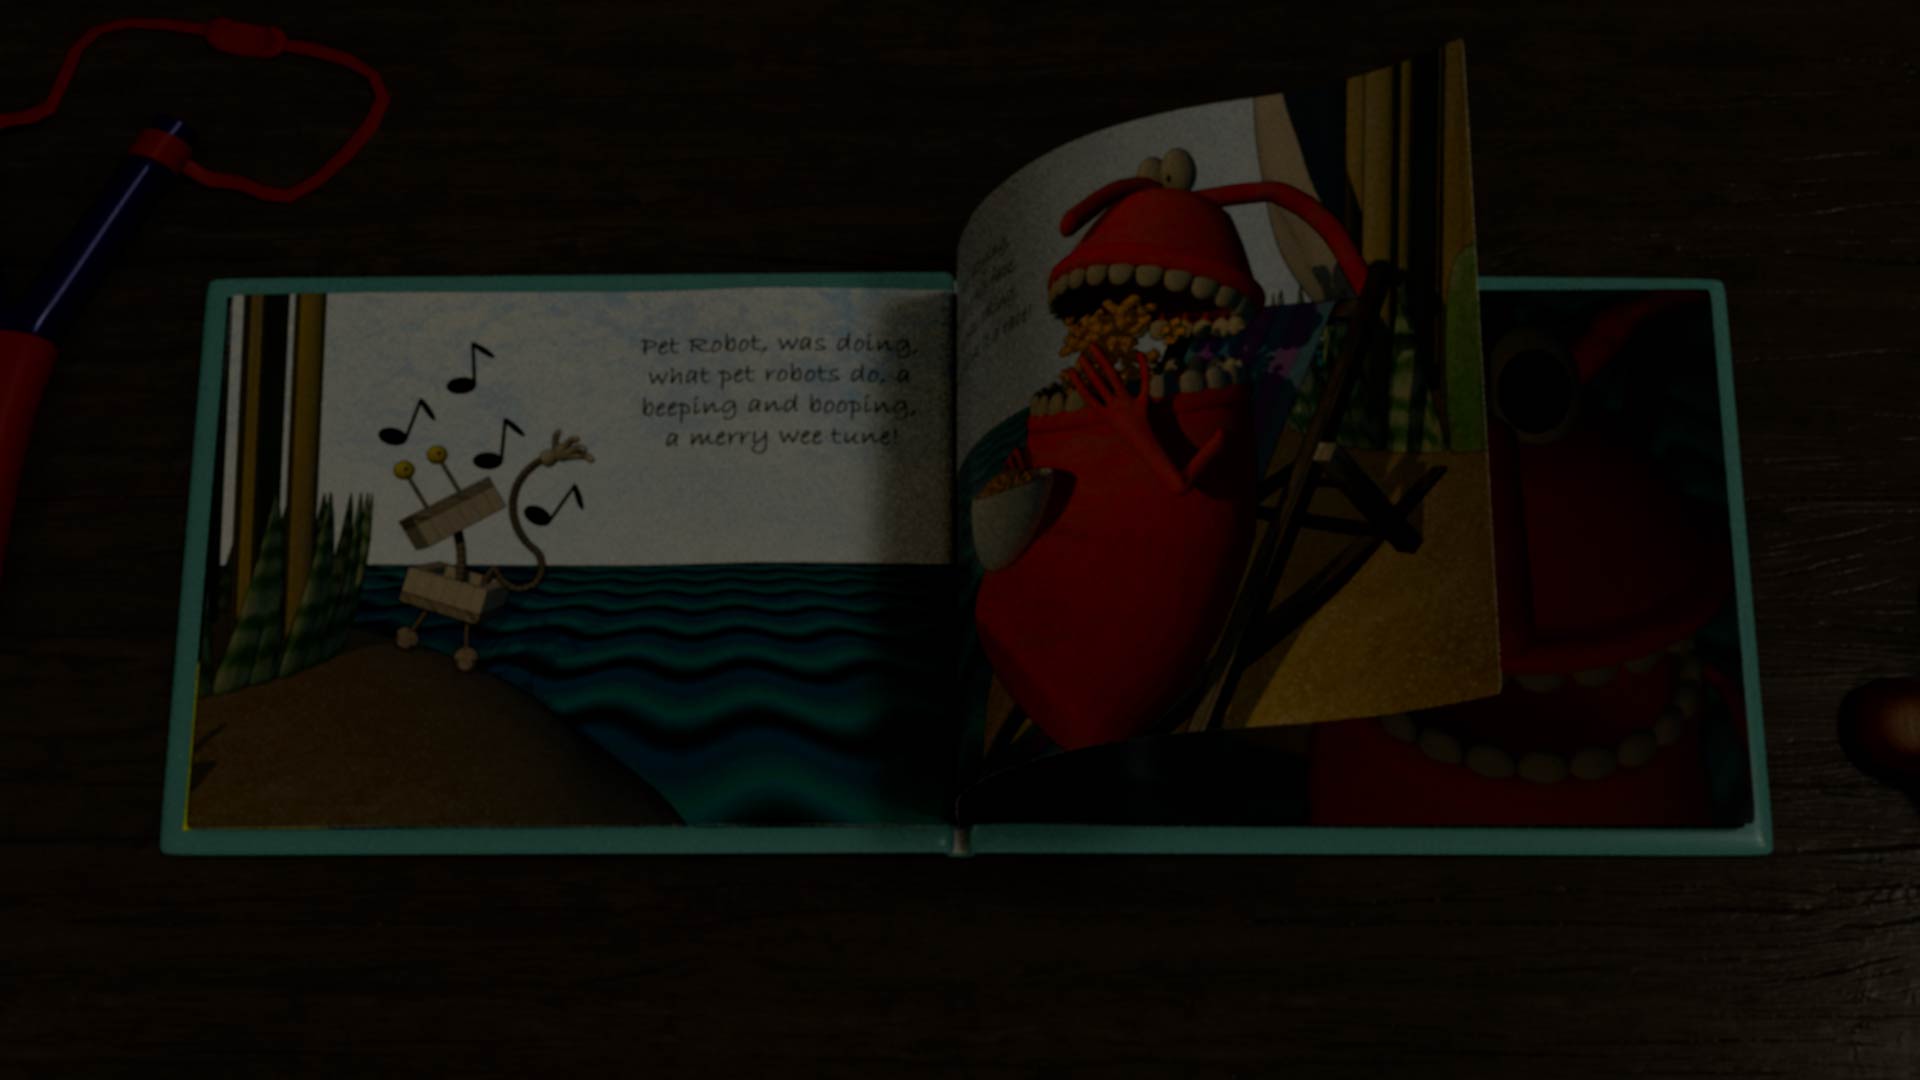 Pet Robot, was doing,
what pet robots do, a
beeping and booping,
a merry wee tune!